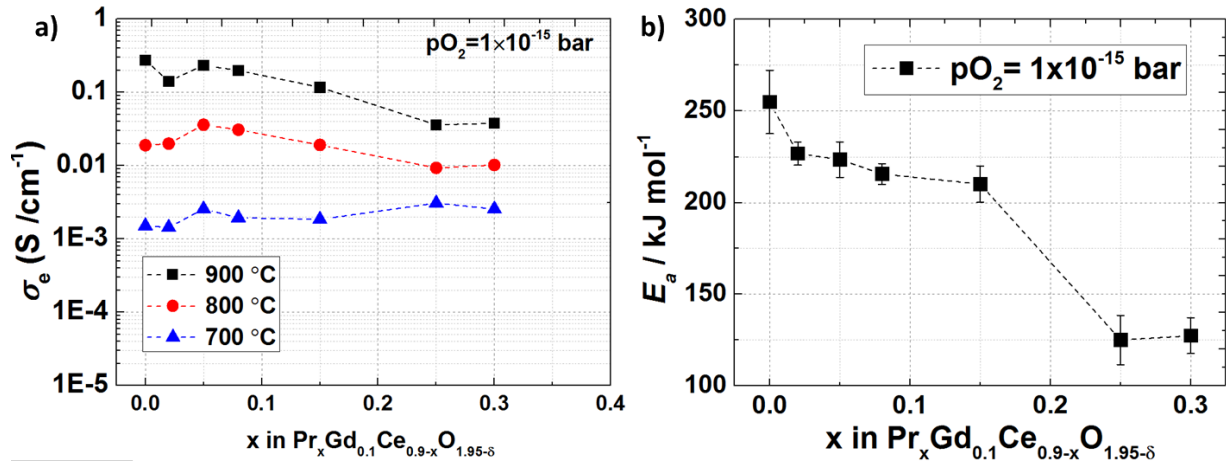 a)
pO₂=1×10⁻¹⁵ bar
1
0.1
0.01
1E-3
1E-4
1E-5
σₑ (S /cm⁻¹)
900 °C
800 °C
700 °C
0.0 0.1 0.2 0.3 0.4
x in PrₓGd₀.₁Ce₀.₉₋ₓO₁.₉₅₋δ
b)
pO₂= 1x10⁻¹⁵ bar
300
250
200
150
100
Eₐ / kJ mol⁻¹
0.0 0.1 0.2 0.3
x in PrₓGd₀.₁Ce₀.₉₋ₓO₁.₉₅₋δ